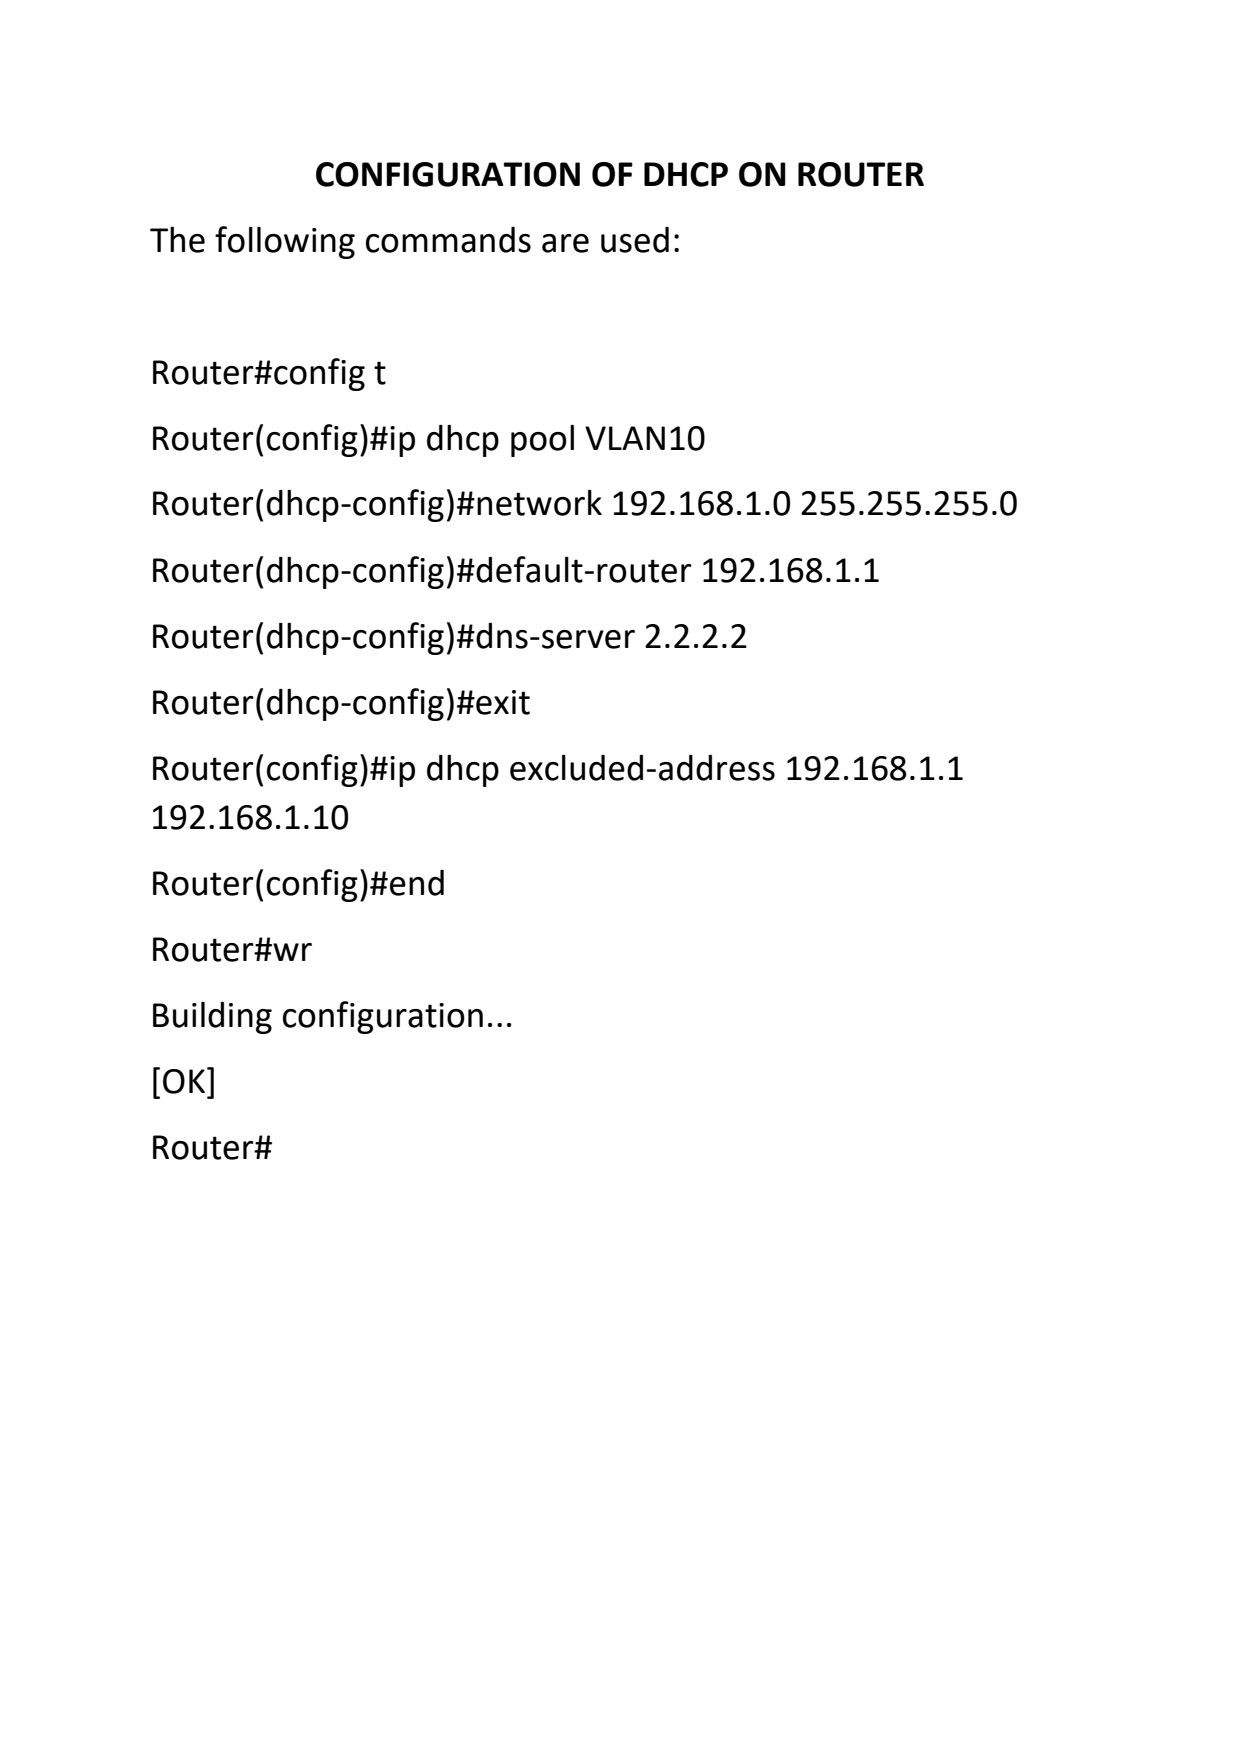 CONFIGURATION OF DHCP ON ROUTER
The following commands are used:
Router#config t
Router(config)#ip dhcp pool VLAN10
Router(dhcp-config)#network 192.168.1.0 255.255.255.0
Router(dhcp-config)#default-router 192.168.1.1
Router(dhcp-config)#dns-server 2.2.2.2
Router(dhcp-config)#exit
Router(config)#ip dhcp excluded-address 192.168.1.1
192.168.1.10
Router(config)#end
Router#wr
Building configuration...
[OK]
Router#